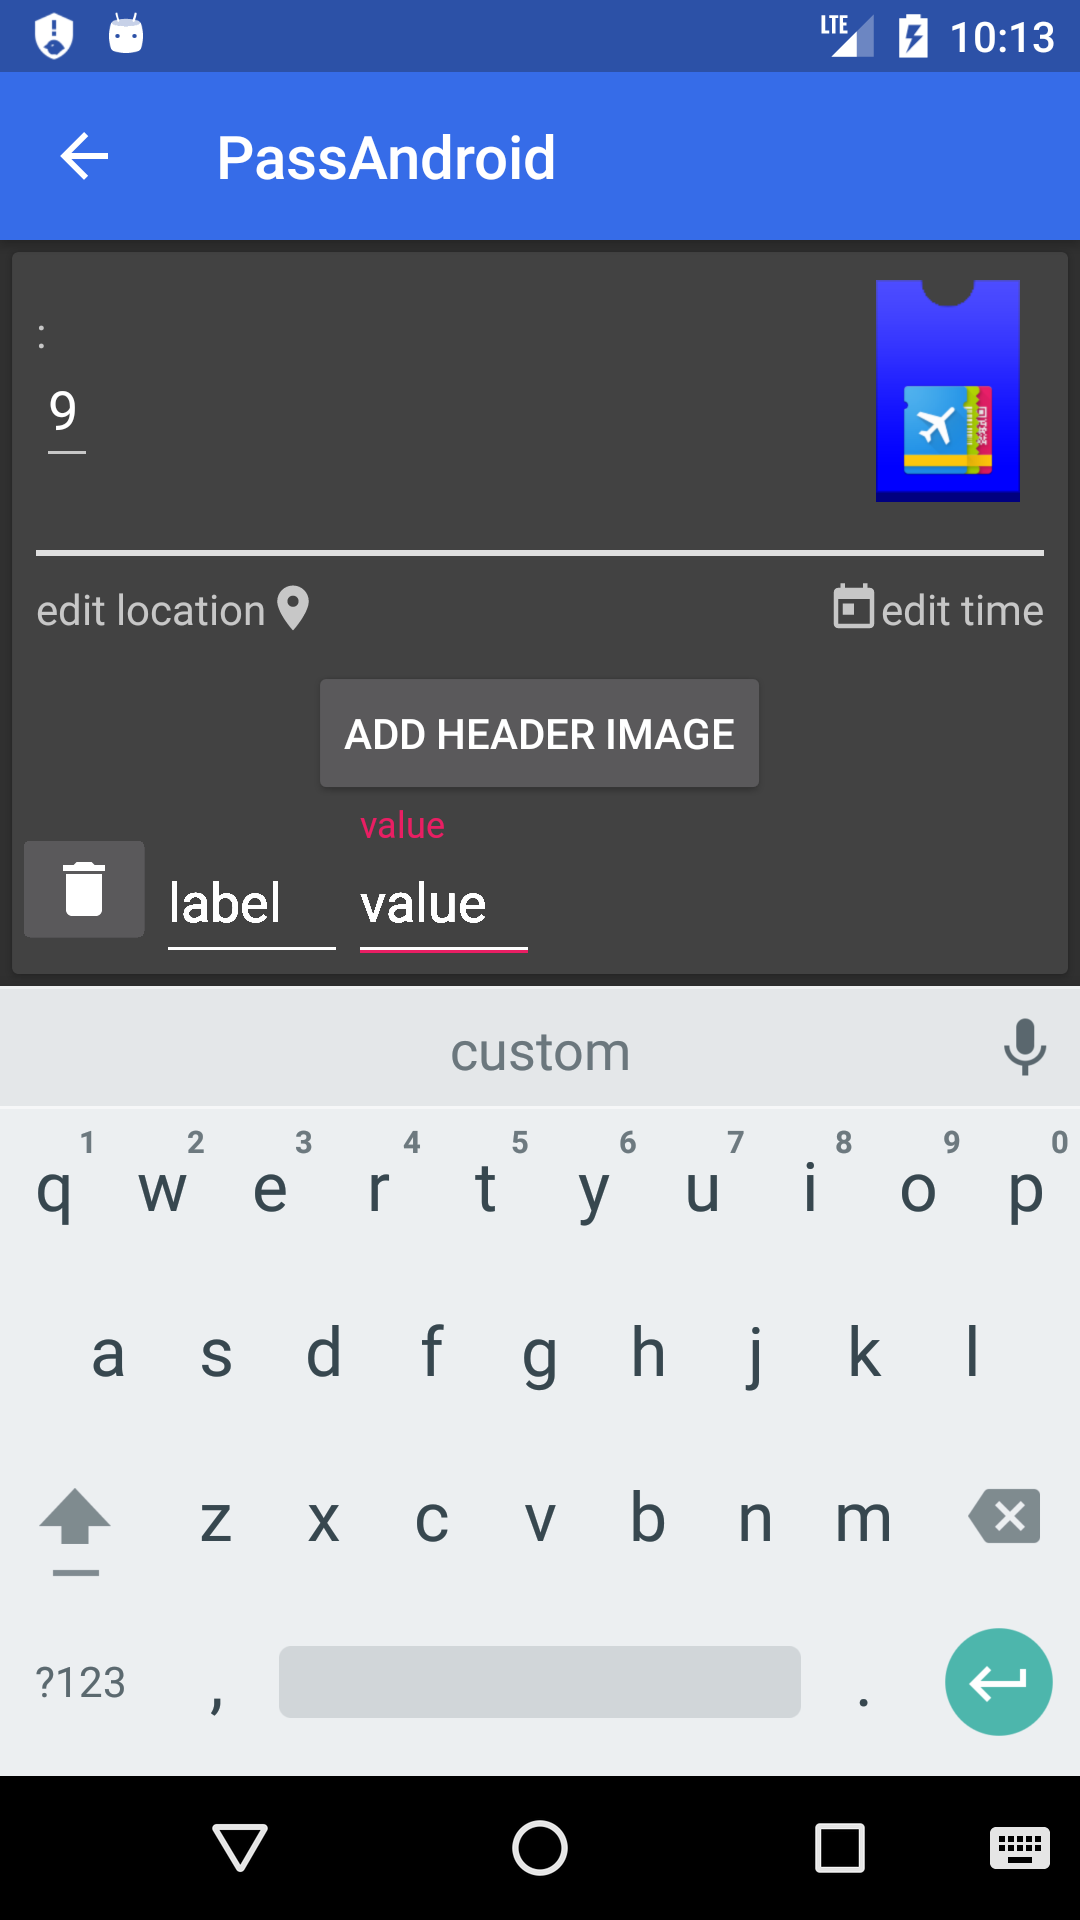 LTE 10:13
PassAndroid
:
9
edit location edit time
ADD HEADER IMAGE
value
label value
custom
1 2 3 4 5 6 7 8 9 0
q w e r t y u i o p
a s d f g h j k l
z x c v b n m
?123 , .